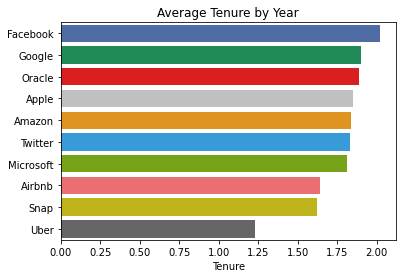 Average Tenure by Year
Facebook
Google
Oracle
Apple
Amazon
Twitter
Microsoft
Airbnb
Snap
Uber
0.00 0.25 0.50 0.75 1.00 1.25 1.50 1.75 2.00
Tenure